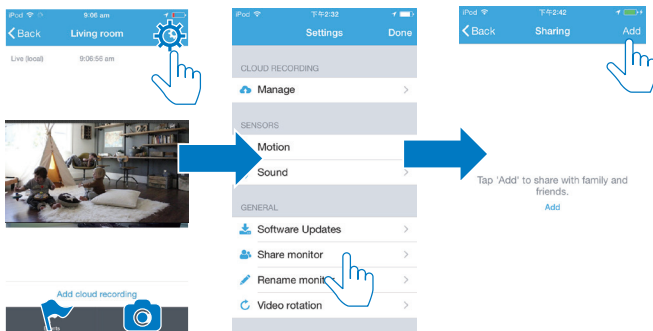 iPod 9:06 am
Back Living room
Live (local) 9:06:56 am
Add cloud recording
iPod 下午2:32
Settings Done
CLOUD RECORDING
Manage
SENSORS
Motion
Sound
GENERAL
Software Updates
Share monitor
Rename monitor
Video rotation
iPod 下午2:42
Back Sharing Add
Tap 'Add' to share with family and
friends.
Add